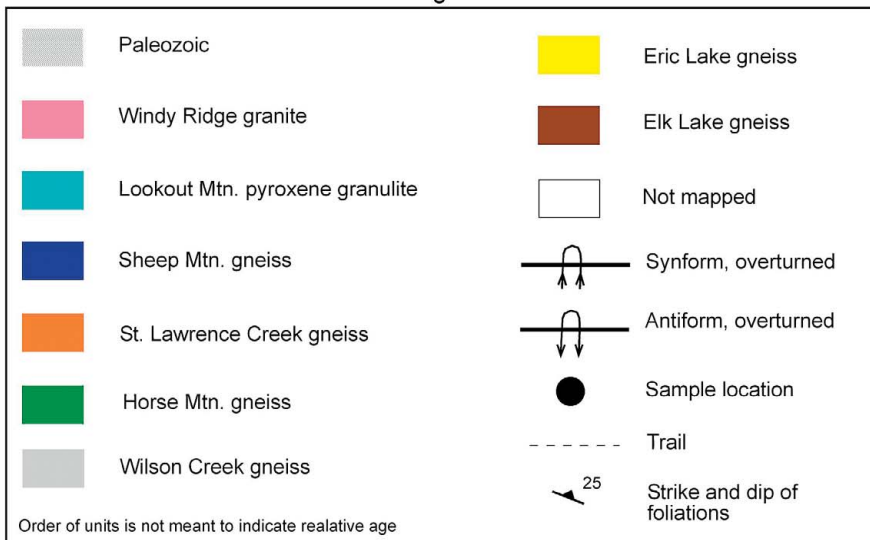 Paleozoic
Windy Ridge granite
Lookout Mtn. pyroxene granulite
Sheep Mtn. gneiss
St. Lawrence Creek gneiss
Horse Mtn. gneiss
Wilson Creek gneiss
Order of units is not meant to indicate realative age
Eric Lake gneiss
Elk Lake gneiss
Not mapped
Synform, overturned
Antiform, overturned
Sample location
Trail
25
Strike and dip of
foliations